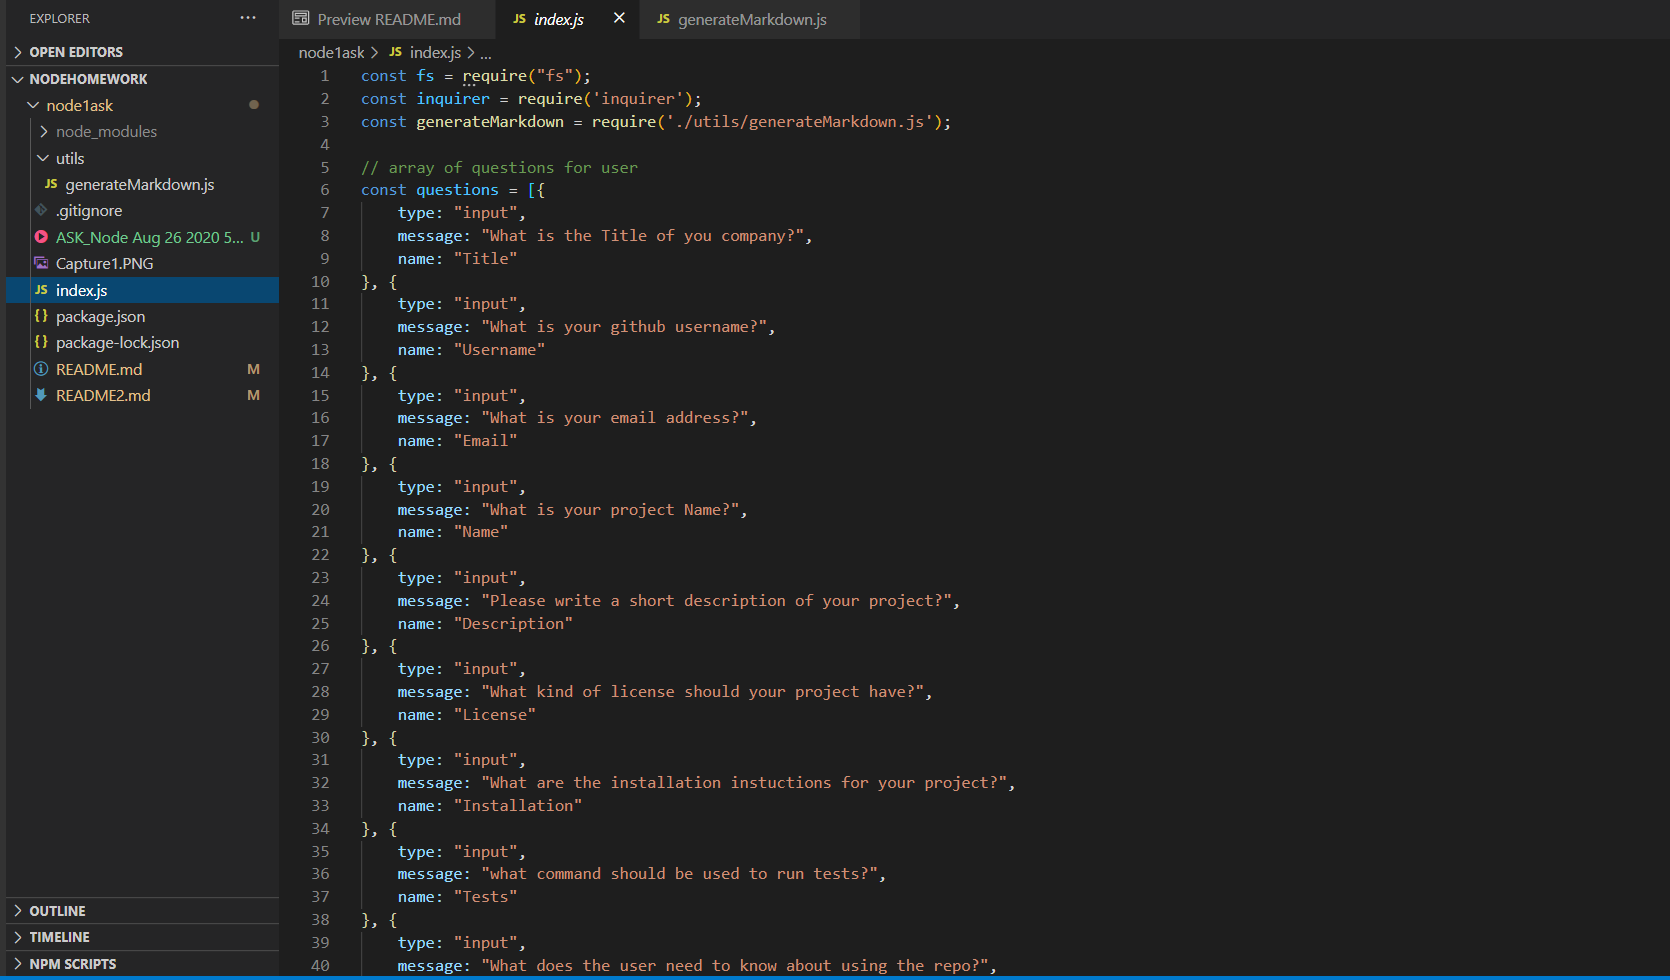 EXPLORER ···
OPEN EDITORS
NODEHOMEWORK
node1ask
node_modules
utils
JS generateMarkdown.js
.gitignore
ASK_Node Aug 26 2020 5... U
Capture1.PNG
JS index.js
{} package.json
{} package-lock.json
README.md M
README2.md M
OUTLINE
TIMELINE
NPM SCRIPTS
Preview README.md JS index.js × JS generateMarkdown.js
node1ask > JS index.js > ...
1 const fs = require("fs");
2 const inquirer = require('inquirer');
3 const generateMarkdown = require('./utils/generateMarkdown.js');
4
5 // array of questions for user
6 const questions = [{
7 type: "input",
8 message: "What is the Title of you company?",
9 name: "Title"
10 }, {
11 type: "input",
12 message: "What is your github username?",
13 name: "Username"
14 }, {
15 type: "input",
16 message: "What is your email address?",
17 name: "Email"
18 }, {
19 type: "input",
20 message: "What is your project Name?",
21 name: "Name"
22 }, {
23 type: "input",
24 message: "Please write a short description of your project?",
25 name: "Description"
26 }, {
27 type: "input",
28 message: "What kind of license should your project have?",
29 name: "License"
30 }, {
31 type: "input",
32 message: "What are the installation instuctions for your project?",
33 name: "Installation"
34 }, {
35 type: "input",
36 message: "what command should be used to run tests?",
37 name: "Tests"
38 }, {
39 type: "input",
40 message: "What does the user need to know about using the repo?",